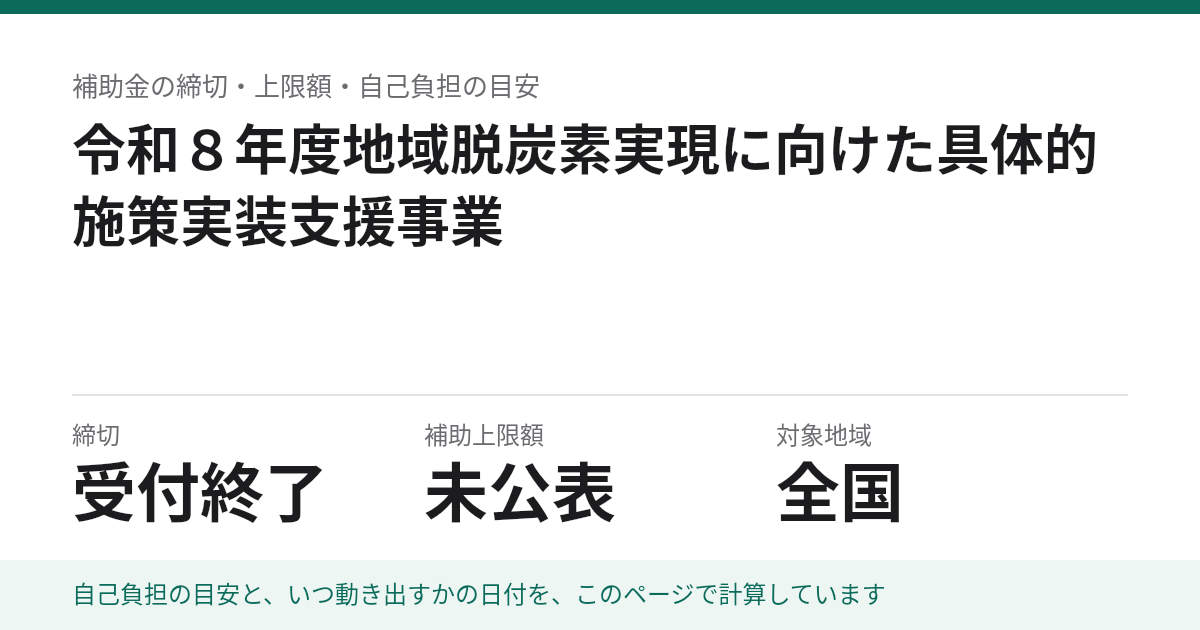 補助金の締切・上限額・自己負担の目安
令和８年度地域脱炭素実現に向けた具体的
施策実装支援事業
締切
補助上限額
対象地域
受付終了
未公表
全国
自己負担の目安と、いつ動き出すかの日付を、このページで計算しています